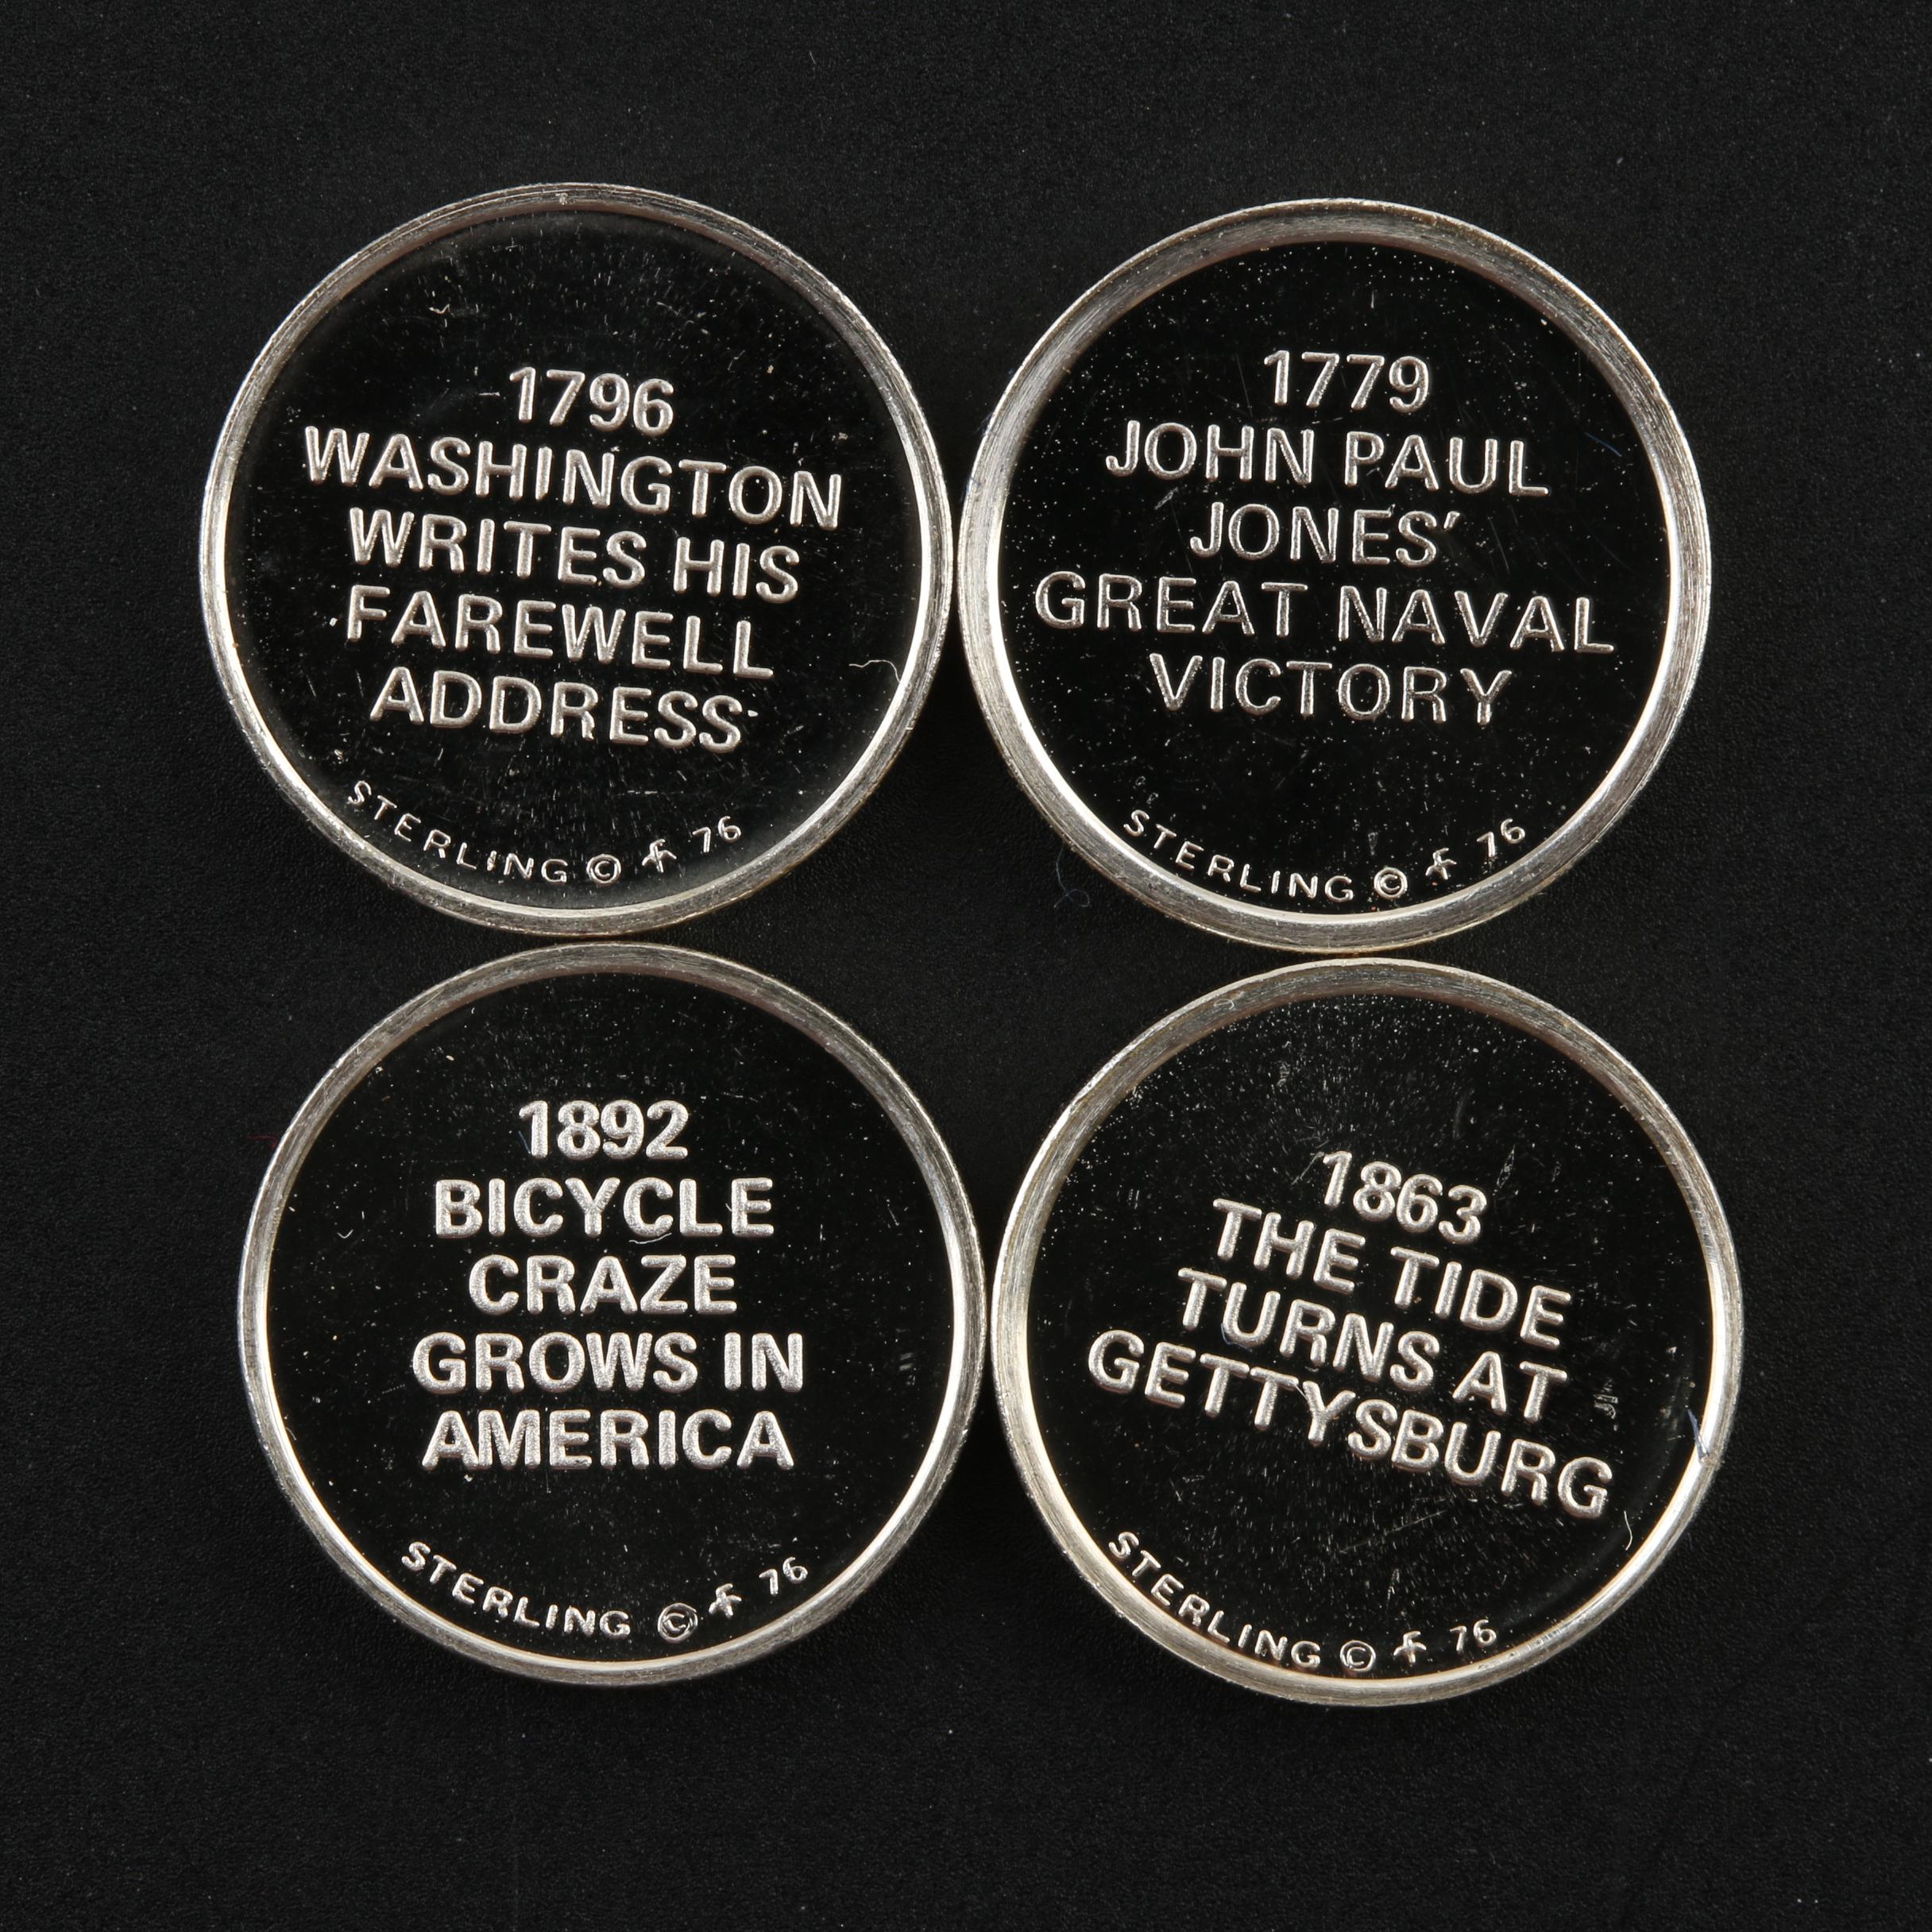 1796
WASHINGTON
WRITES HIS
FAREWELL
ADDRESS
STERLING © 76
1779
JOHN PAUL
JONES'
GREAT NAVAL
VICTORY
STERLING © 76
1892
BICYCLE
CRAZE
GROWS IN
AMERICA
STERLING © 76
1863
THE TIDE
TURNS AT
GETTYSBURG
STERLING © 76